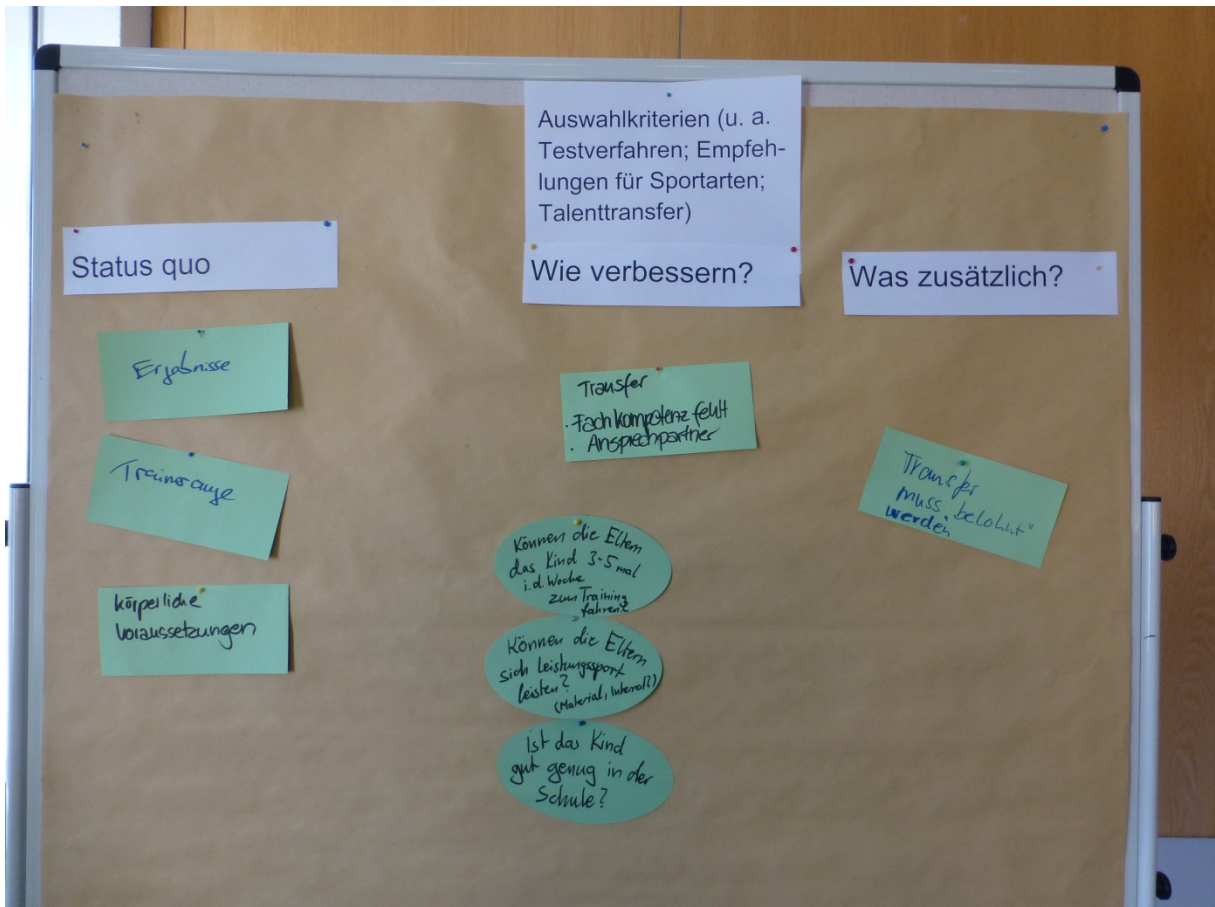 Auswahlkriterien (u. a.
Testverfahren; Empfeh-
lungen für Sportarten;
Talenttransfer)
Status quo
Ergebnisse
Trainerauge
körperliche
Voraussetzungen
Wie verbessern?
Transfer
· Fachkompetenz fehlt
· Ansprechpartner
Können die Eltern
das Kind 3-5 mal
i.d. Woche
zum Training
fahren?
Können die Eltern
sich Leistungssport
leisten?
(Material, Internat?)
Ist das Kind
gut genug in der
Schule?
Was zusätzlich?
Transfer
muss „belohnt“
werden